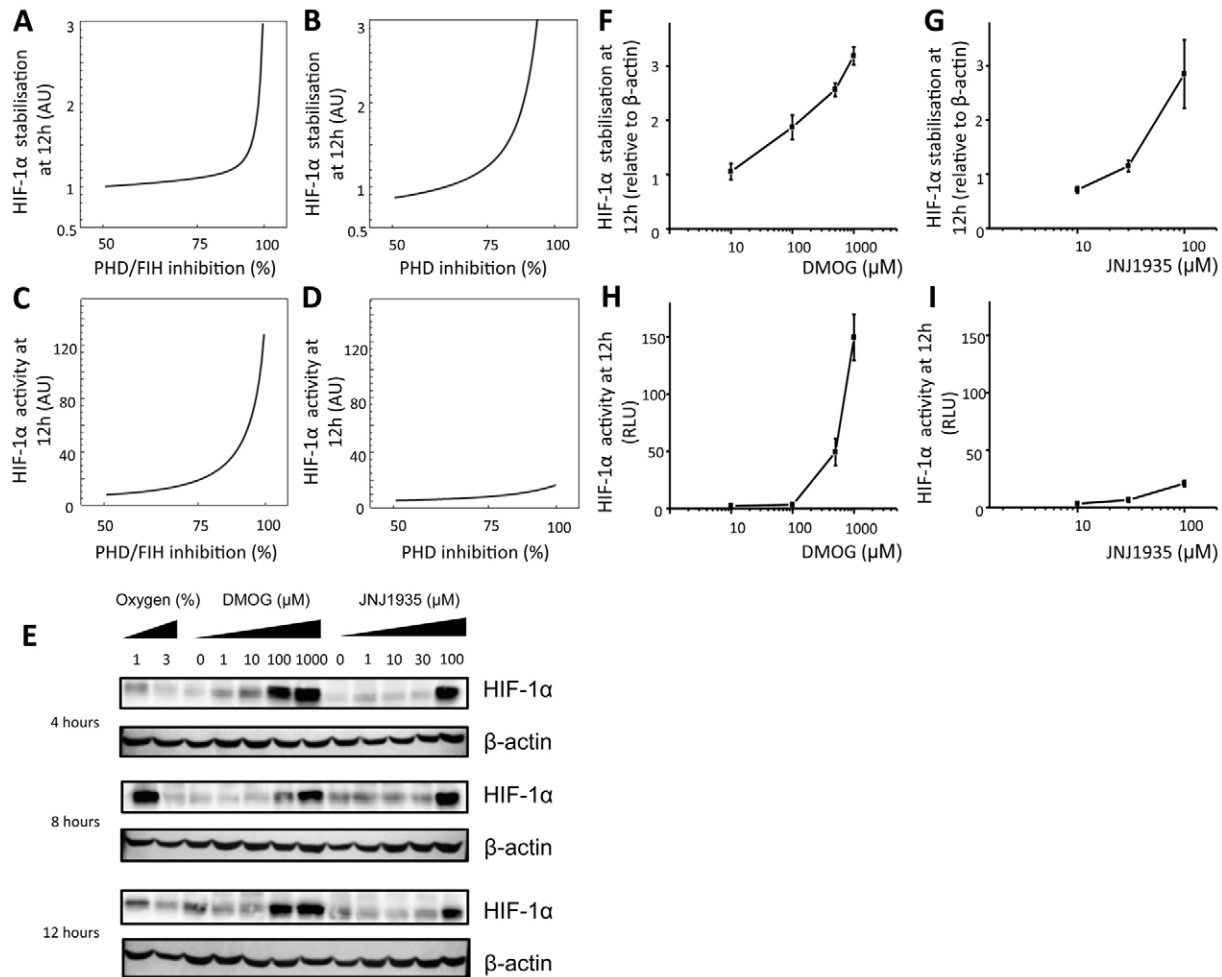 A
HIF-1α stabilisation
at 12h (AU)
3
2
1
0.5
50
75
100
PHD/FIH inhibition (%)
B
HIF-1α stabilisation
at 12h (AU)
3
2
1
0.5
50
75
100
PHD inhibition (%)
F
HIF-1α stabilisation at
12h (relative to β-actin)
3
2
1
0
10
100
1000
DMOG (µM)
G
HIF-1α stabilisation at
12h (relative to β-actin)
3
2
1
0
10
100
JNJ1935 (µM)
C
HIF-1α activity at
12h (AU)
120
80
40
0
50
75
100
PHD/FIH inhibition (%)
D
HIF-1α activity at
12h (AU)
120
80
40
0
50
75
100
PHD inhibition (%)
H
HIF-1α activity at 12h
(RLU)
150
100
50
0
10
100
1000
DMOG (µM)
I
HIF-1α activity at 12h
(RLU)
150
100
50
0
10
100
JNJ1935 (µM)
E
Oxygen (%) DMOG (µM) JNJ1935 (µM)
1 3 0 1 10 100 1000 0 1 10 30 100
HIF-1α
4 hours
β-actin
HIF-1α
8 hours
β-actin
HIF-1α
12 hours
β-actin